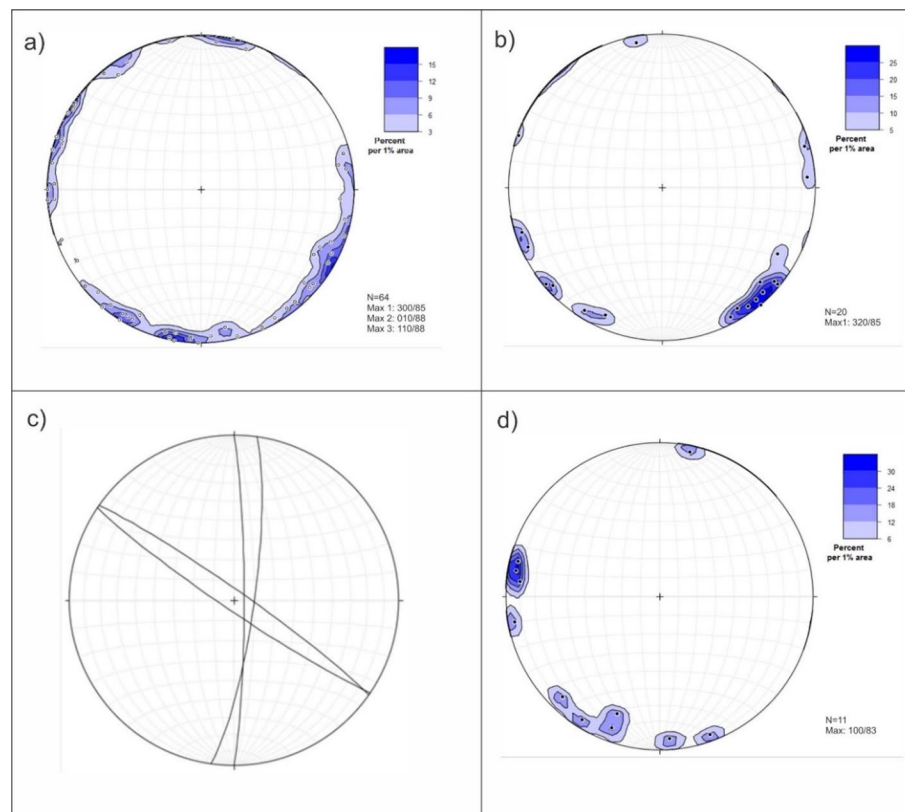 a)
15
12
9
6
3
Percent
per 1% area
N=64
Max 1: 300/85
Max 2: 010/88
Max 3: 110/88
b)
25
20
15
10
5
Percent
per 1% area
N=20
Max1: 320/85
c)
d)
30
24
18
12
6
Percent
per 1% area
N=11
Max: 100/83